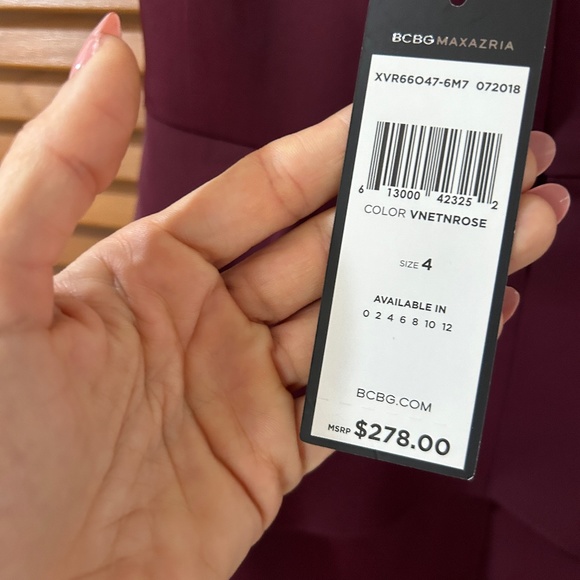 BCBGMAXAZRIA
XVR66O47-6M7 072018
6 13000 42325 2
COLOR VNETNROSE
SIZE 4
AVAILABLE IN
0 2 4 6 8 10 12
BCBG.COM
MSRP $278.00